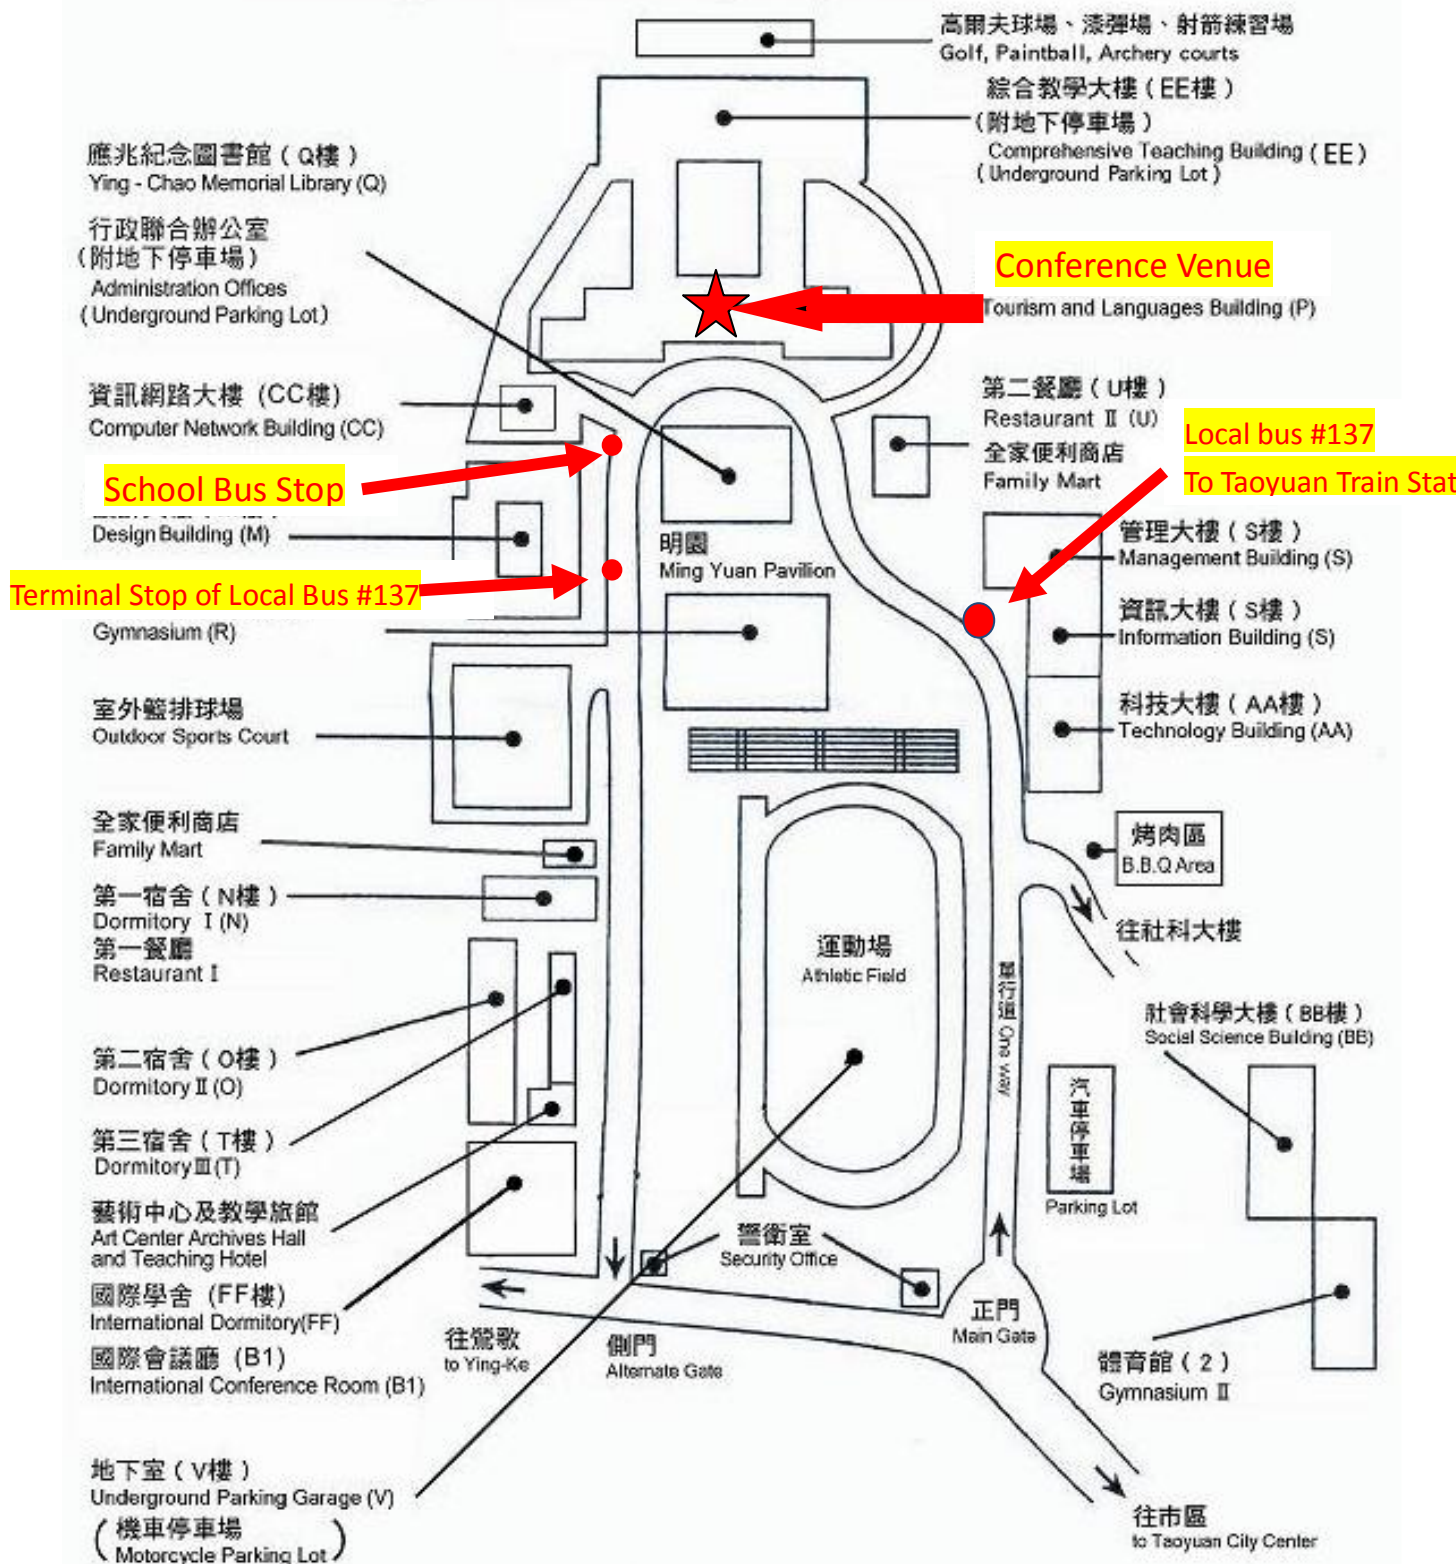 高爾夫球場、漆彈場、射箭練習場
Golf, Paintball, Archery courts
綜合教學大樓(EE樓)
(附地下停車場)
Comprehensive Teaching Building (EE)
(Underground Parking Lot)
應兆紀念圖書館(Q樓)
Ying - Chao Memorial Library (Q)
行政聯合辦公室
(附地下停車場)
Administration Offices
(Underground Parking Lot)
Conference Venue
Tourism and Languages Building (P)
資訊網路大樓 (CC樓)
Computer Network Building (CC)
第二餐廳(U樓)
Restaurant Ⅱ (U)
全家便利商店
Family Mart
Local bus #137
To Taoyuan Train Stat
School Bus Stop
Design Building (M)
明園
Ming Yuan Pavillion
管理大樓(S樓)
Management Building (S)
Terminal Stop of Local Bus #137
Gymnasium (R)
資訊大樓(S樓)
Information Building (S)
室外籃排球場
Outdoor Sports Court
科技大樓(AA樓)
Technology Building (AA)
全家便利商店
Family Mart
烤肉區
B.B.Q Area
第一宿舍(N樓)
Dormitory Ⅰ (N)
第一餐廳
Restaurant Ⅰ
往社科大樓
運動場
Athletic Field
單行道 One way
社會科學大樓(BB樓)
Social Science Building (BB)
第二宿舍(O樓)
Dormitory Ⅱ (O)
汽車停車場
Parking Lot
第三宿舍(T樓)
Dormitory Ⅲ (T)
藝術中心及教學旅館
Art Center Archives Hall
and Teaching Hotel
警衛室
Security Office
國際學舍 (FF樓)
International Dormitory(FF)
國際會議廳 (B1)
International Conference Room (B1)
往鶯歌
to Ying-Ke
側門
Alternate Gate
正門
Main Gate
體育館(2)
Gymnasium Ⅱ
地下室(V樓)
Underground Parking Garage (V)
(機車停車場
Motorcycle Parking Lot)
往市區
to Taoyuan City Center